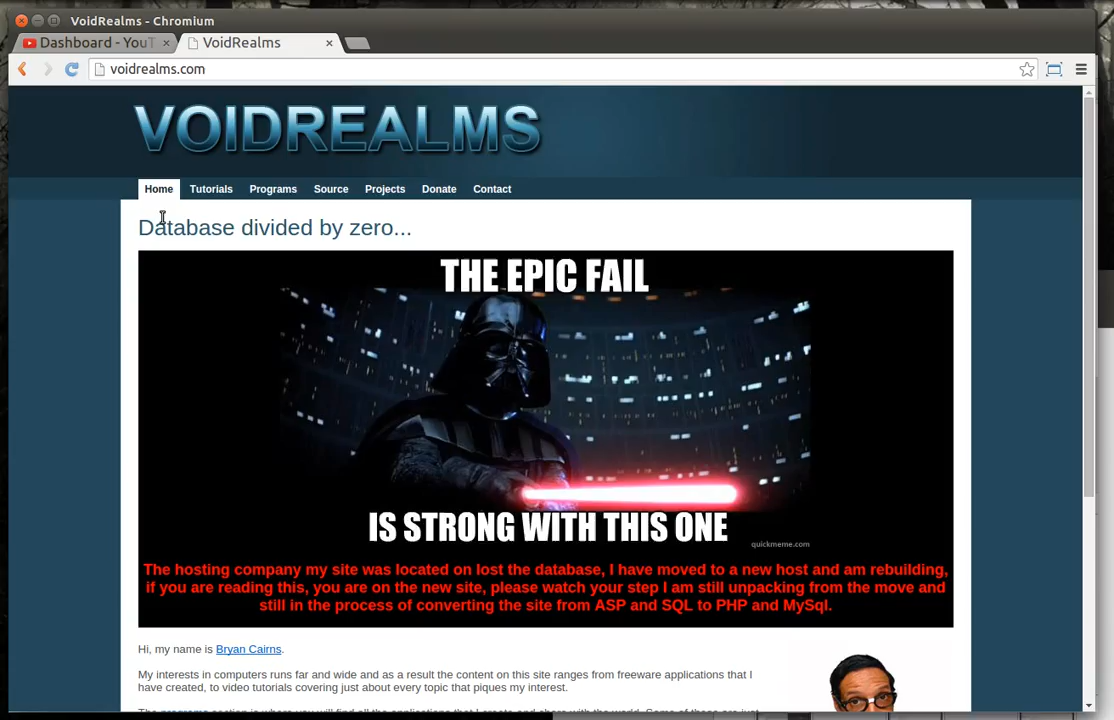 VoidRealms - Chromium
Dashboard - YouT
VoidRealms
voidrealms.com
VOIDREALMS
Home Tutorials Programs Source Projects Donate Contact
Database divided by zero...
THE EPIC FAIL
IS STRONG WITH THIS ONE
quickmeme.com
The hosting company my site was located on lost the database, I have moved to a new host and am rebuilding,
if you are reading this, you are on the new site, please watch your step I am still unpacking from the move and
still in the process of converting the site from ASP and SQL to PHP and MySql.
Hi, my name is Bryan Cairns.
My interests in computers runs far and wide and as a result the content on this site ranges from freeware applications that I
have created, to video tutorials covering just about every topic that piques my interest.